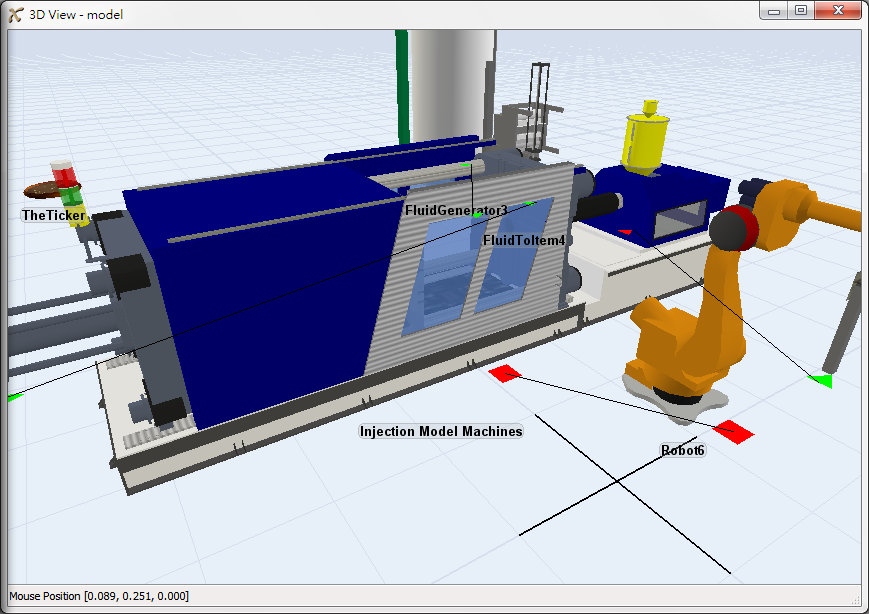 3D View - model
TheTicker
FluidGenerator3
FluidToItem4
Injection Model Machines
Robot6
Mouse Position [0.089, 0.251, 0.000]